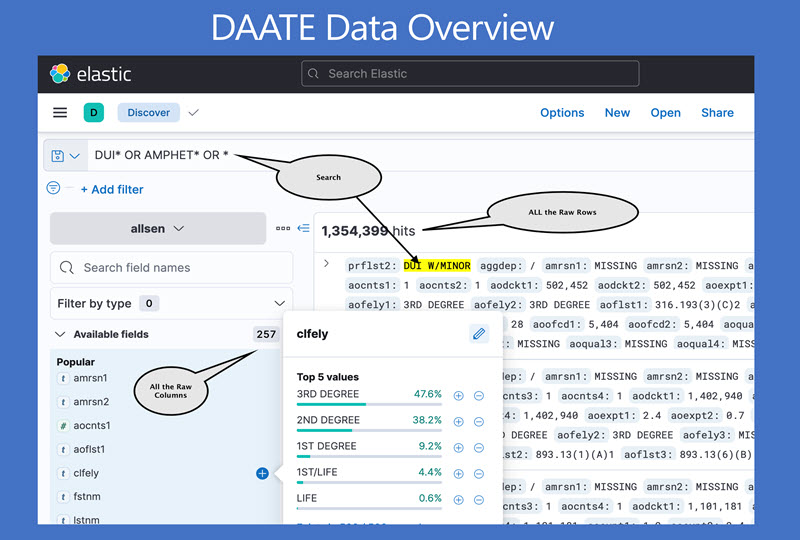 DAATE Data Overview
elastic
Search Elastic
D
Discover
Options
New
Open
Share
DUI* OR AMPHET* OR *
Search
+ Add filter
ALL the Raw Rows
allsen
1,354,399 hits
Search field names
prflst2: DUI W/MINOR aggdep: / amrsn1: MISSING amrsn2: MISSING
aocnts1: 1 aocnts2: 1 aodckt1: 502,452 aodckt2: 502,452 aoexpt1:
Filter by type 0
aofely1: 3RD DEGREE aofely2: 3RD DEGREE aoflst1: 316.193(3)(C)2
28 aoofcd1: 5,404 aoofcd2: 5,404
Available fields 257
MISSING aoqual3: MISSING aoqual4:
clfely
Popular
All the Raw
Columns
amrsn1
Top 5 values
dep: / amrsn1: MISSING amrsn2: MISSING
3RD DEGREE 47.6%
nts3: 1 aocnts4: 1 aodckt1: 1,402,940
amrsn2
4: 1,402,940 aoexpt1: 2.4 aoexpt2: 0.7
2ND DEGREE 38.2%
aocnts1
DEGREE aofely2: 3RD DEGREE aofely3:
1ST DEGREE 9.2%
aoflst1
lst2: 893.13(1)(A)1 aoflst3: 893.13(6)(B)
1ST/LIFE 4.4%
clfely
dep: / amrsn1: MISSING amrsn2: MISSING
LIFE 0.6%
fstnm
nts3: 1 aocnts4: 1 aodckt1: 1,101,181
lstnm